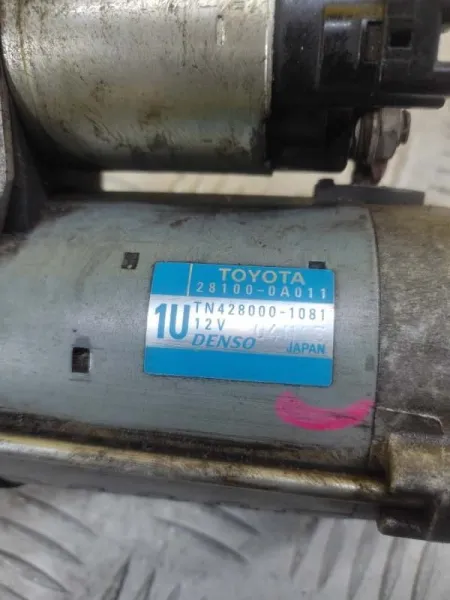 TOYOTA
28100-0A011
1U TN428000-1081
12V
DENSO JAPAN